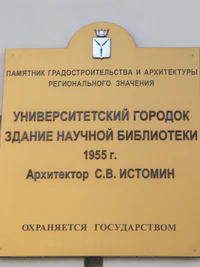 ПАМЯТНИК ГРАДОСТРОИТЕЛЬСТВА И АРХИТЕКТУРЫ
РЕГИОНАЛЬНОГО ЗНАЧЕНИЯ
УНИВЕРСИТЕТСКИЙ ГОРОДОК
ЗДАНИЕ НАУЧНОЙ БИБЛИОТЕКИ
1955 г.
Архитектор С.В. ИСТОМИН
ОХРАНЯЕТСЯ ГОСУДАРСТВОМ